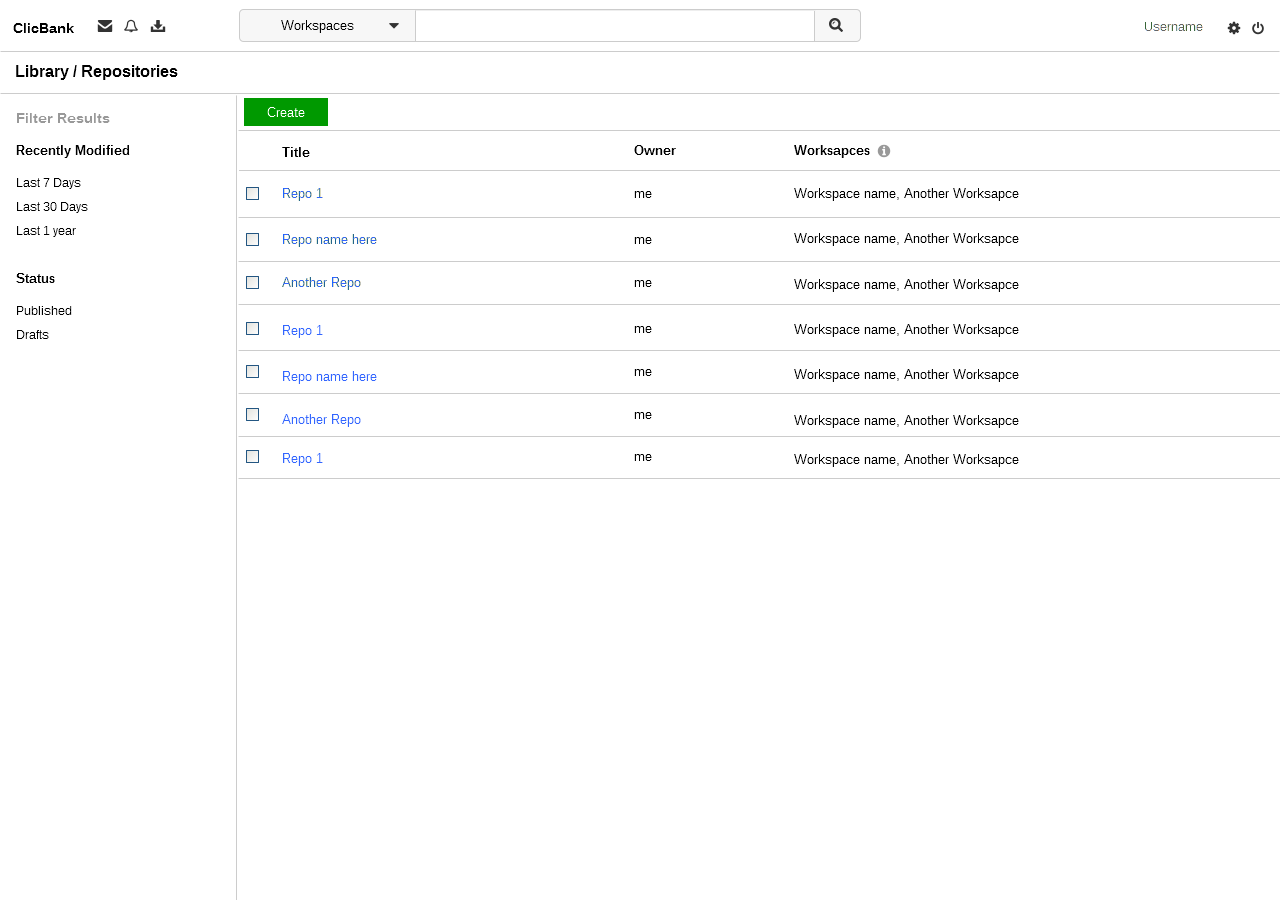 ClicBank
Workspaces
Username
Library / Repositories
Filter Results
Recently Modified
Last 7 Days
Last 30 Days
Last 1 year
Status
Published
Drafts
Create
Title Owner Worksapces
Repo 1 me Workspace name, Another Worksapce
Repo name here me Workspace name, Another Worksapce
Another Repo me Workspace name, Another Worksapce
Repo 1 me Workspace name, Another Worksapce
Repo name here me Workspace name, Another Worksapce
Another Repo me Workspace name, Another Worksapce
Repo 1 me Workspace name, Another Worksapce